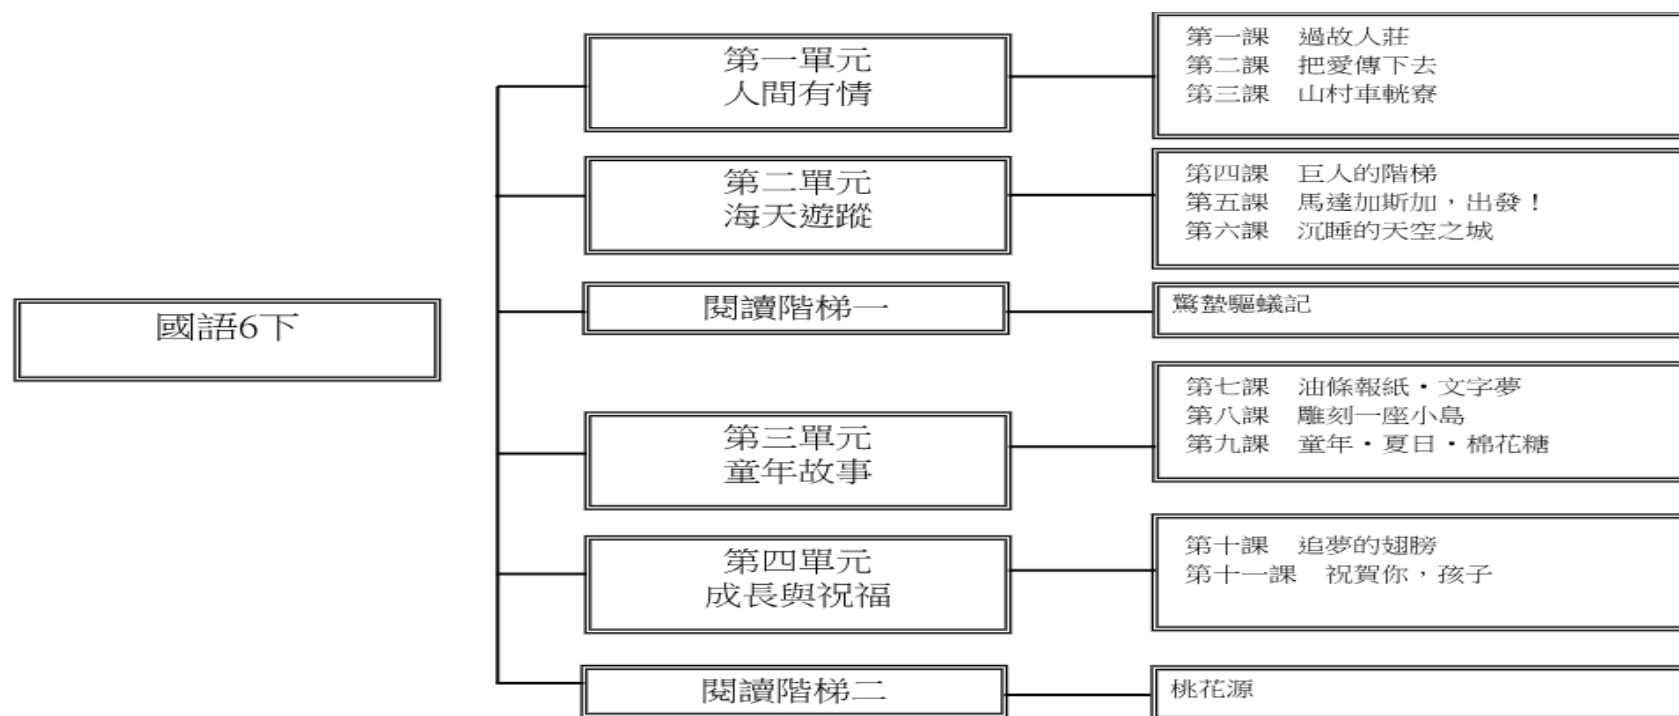 國語6下
第一單元
人間有情
第一課　過故人莊
第二課　把愛傳下去
第三課　山村車輄寮
第二單元
海天遊蹤
第四課　巨人的階梯
第五課　馬達加斯加，出發！
第六課　沉睡的天空之城
閱讀階梯一
驚蟄驅蟻記
第三單元
童年故事
第七課　油條報紙・文字夢
第八課　雕刻一座小島
第九課　童年・夏日・棉花糖
第四單元
成長與祝福
第十課　追夢的翅膀
第十一課　祝賀你，孩子
閱讀階梯二
桃花源